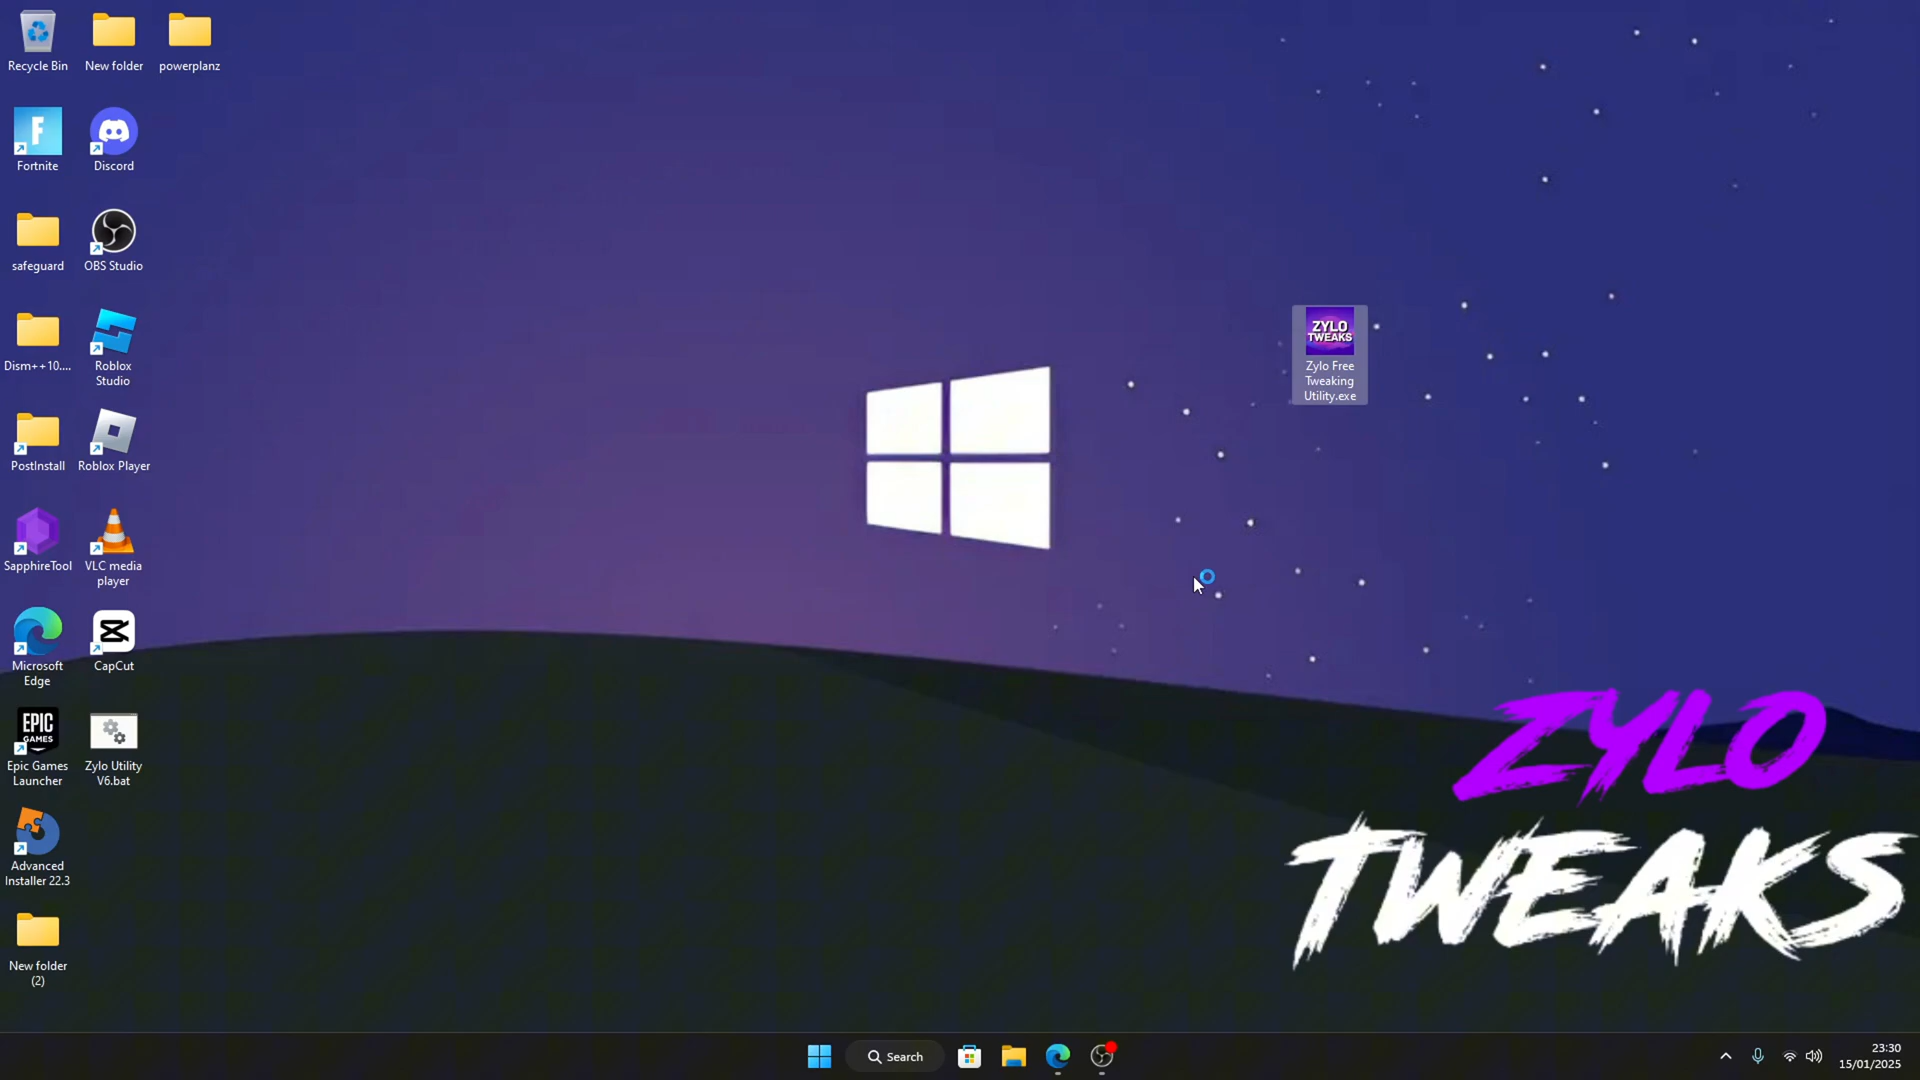 Recycle Bin
New folder
powerplanz
Fortnite
Discord
safeguard
OBS Studio
Dism++10....
Roblox
Studio
PostInstall
Roblox Player
SapphireTool
VLC media
player
Microsoft
Edge
CapCut
EPIC
GAMES
Epic Games
Launcher
Zylo Utility
V6.bat
Advanced
Installer 22.3
New folder
(2)
ZYLO
TWEAKS
Zylo Free
Tweaking
Utility.exe
ZYLO
TWEAKS
Search
23:30
15/01/2025